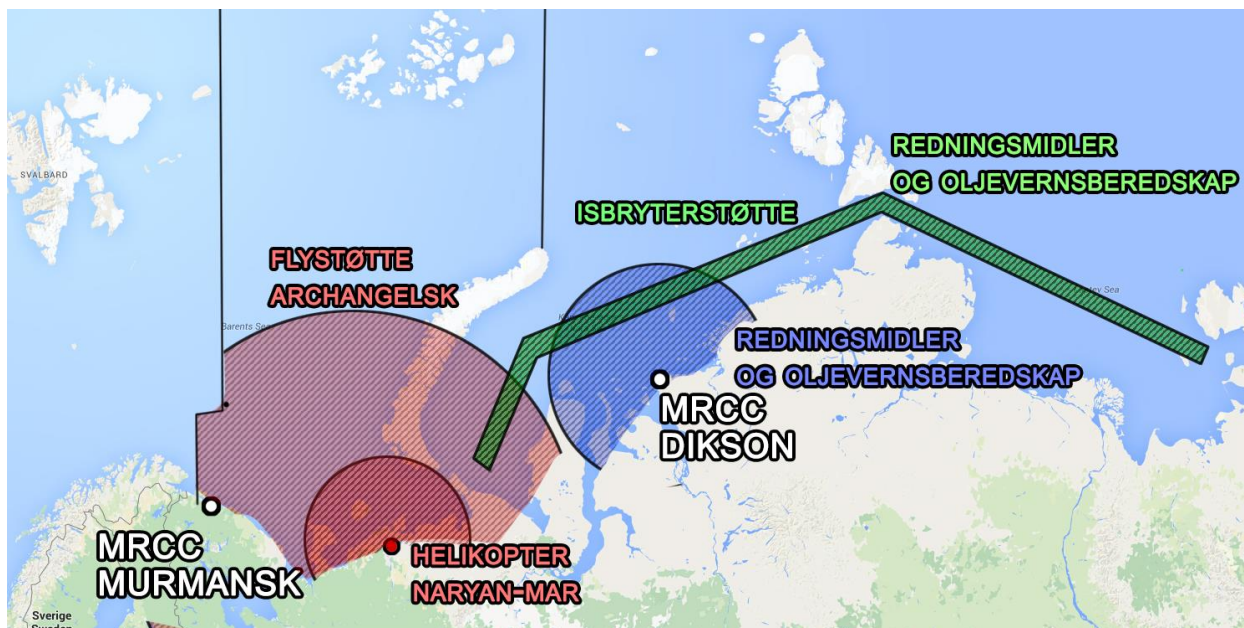 REDNINGSMIDLER
OG OLJEVERNSBEREDSKAP
SVALBARD
ISBRYTERSTØTTE
FLYSTØTTE
ARCHANGELSK
Barents Sea
REDNINGSMIDLER
OG OLJEVERNSBEREDSKAP
MRCC
DIKSON
MRCC
MURMANSK
HELIKOPTER
NARYAN-MAR
Sverige